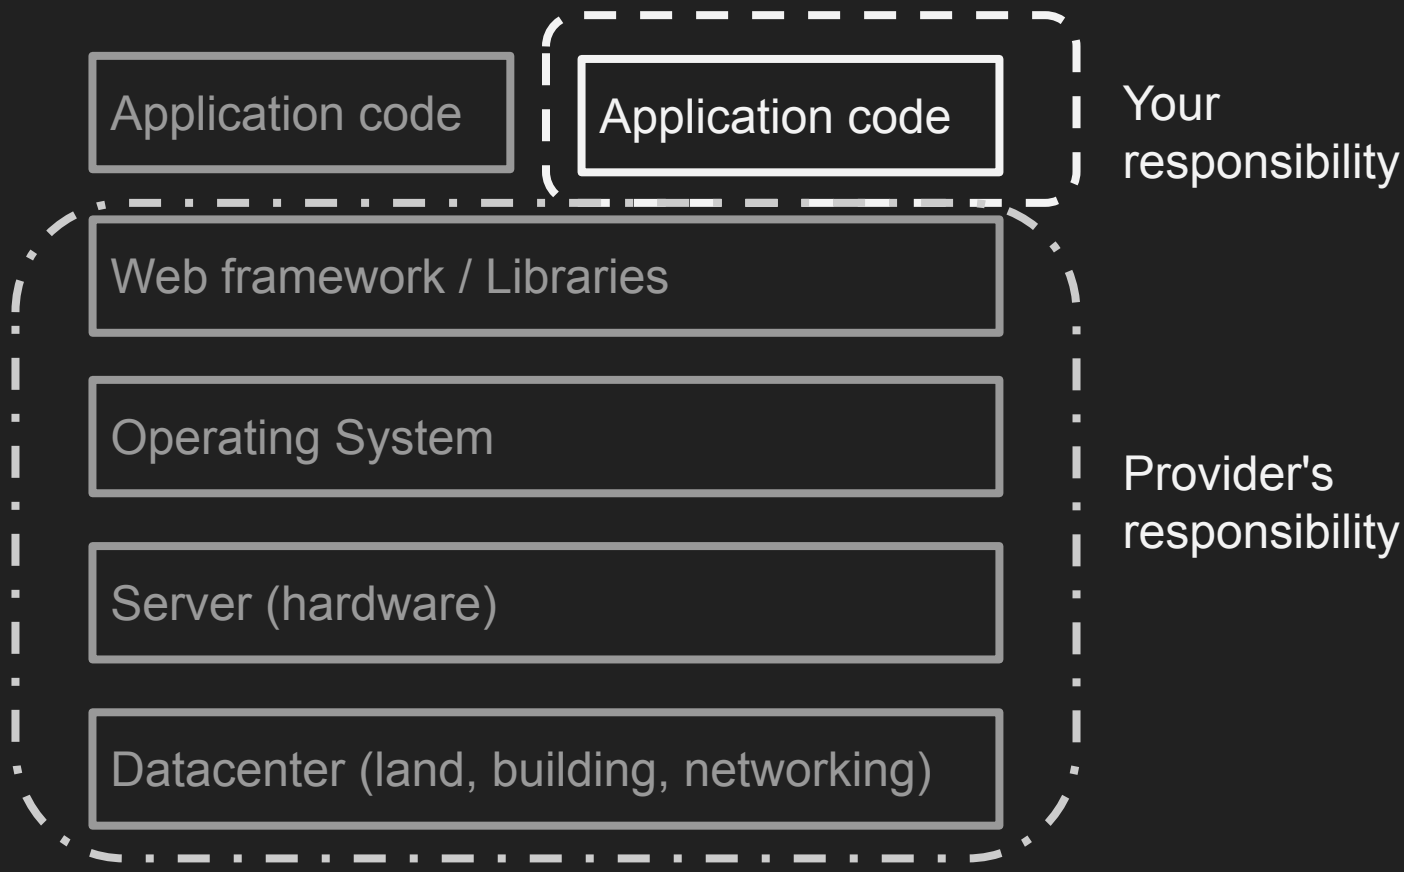 Application code
Application code
Your
responsibility
Web framework / Libraries
Operating System
Provider's
responsibility
Server (hardware)
Datacenter (land, building, networking)